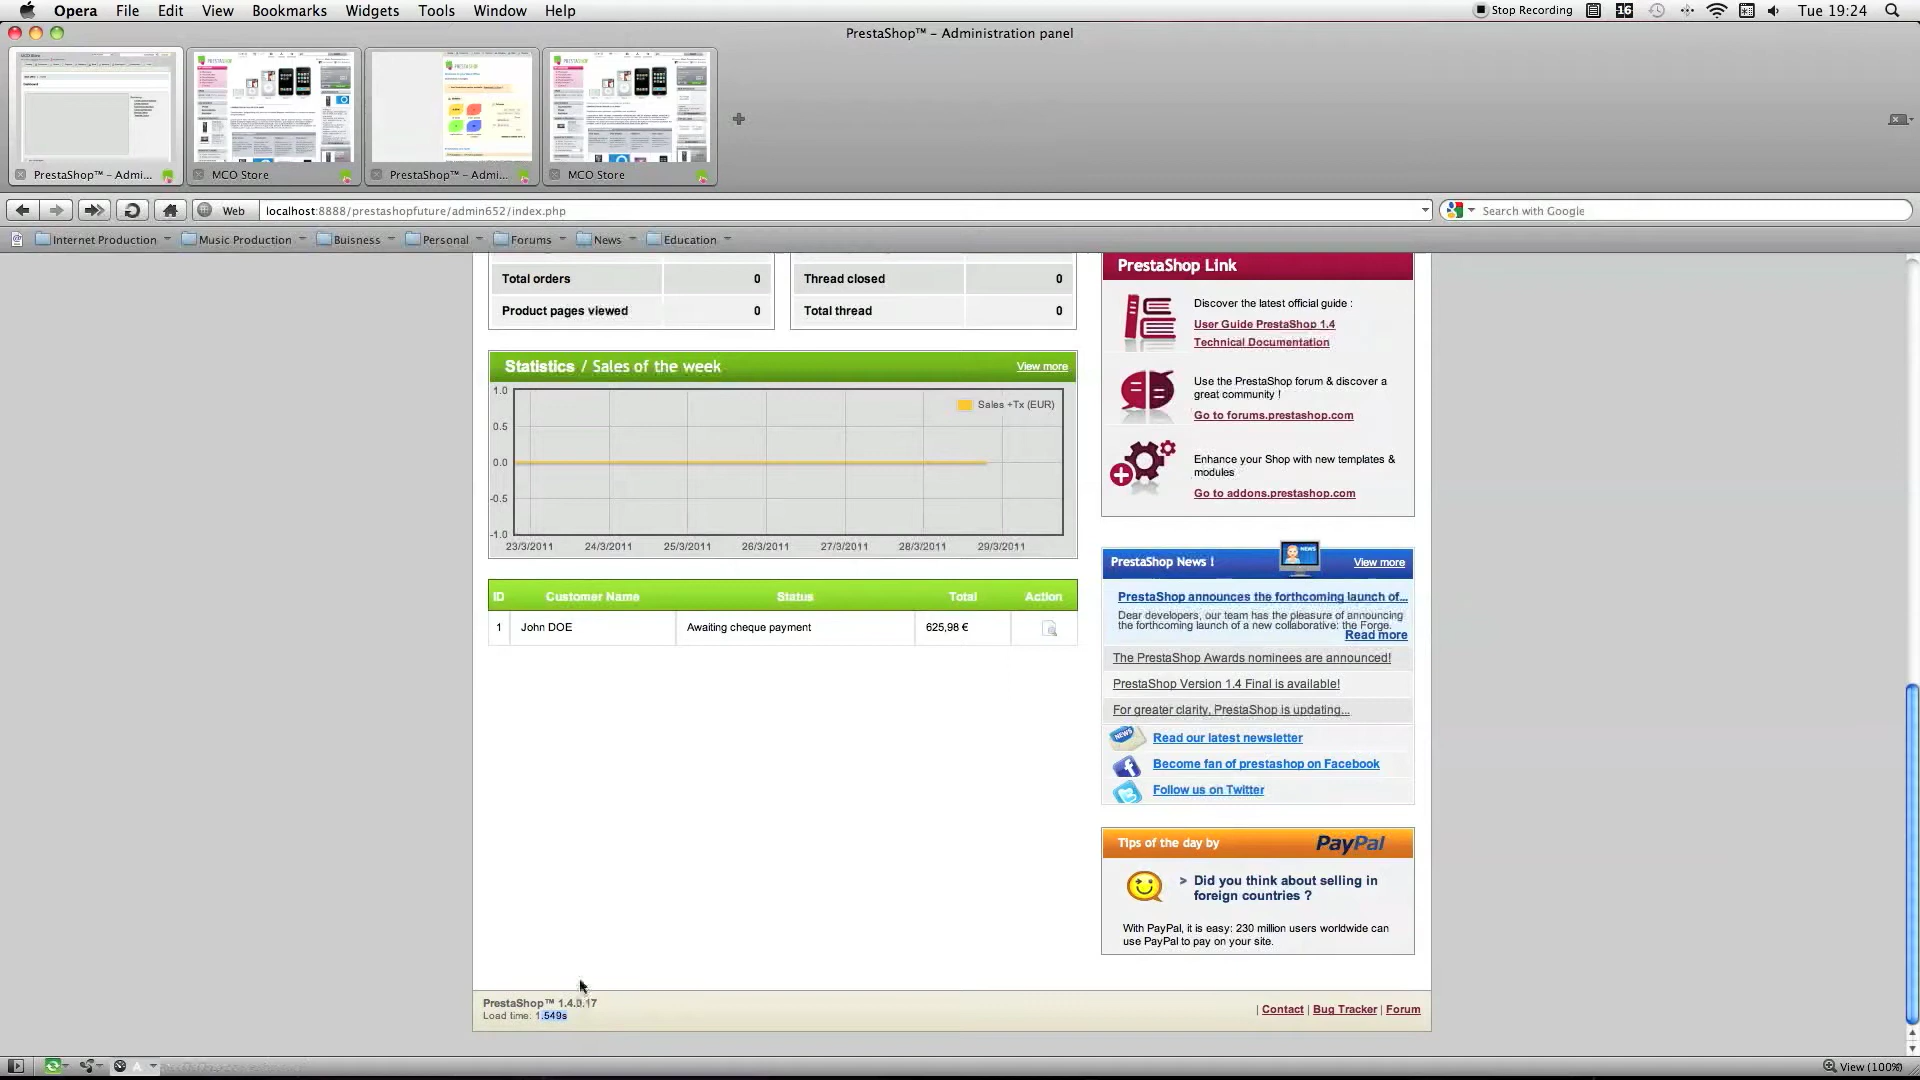 Opera File Edit View Bookmarks Widgets Tools Window Help
Stop Recording 16 Tue 19:24
PrestaShop™ – Administration panel
PrestaShop™ – Admi... MCO Store PrestaShop™ – Admi... MCO Store
Web localhost:8888/prestashopfuture/admin652/index.php Search with Google
Internet Production Music Production Buisness Personal Forums News Education
Total orders 0
Product pages viewed 0
Thread closed 0
Total thread 0
Statistics / Sales of the week View more
1.0
0.5
0.0
-0.5
-1.0
Sales +Tx (EUR)
23/3/2011 24/3/2011 25/3/2011 26/3/2011 27/3/2011 28/3/2011 29/3/2011
ID Customer Name Status Total Action
1 John DOE Awaiting cheque payment 625,98 €
PrestaShop Link
Discover the latest official guide :
User Guide PrestaShop 1.4
Technical Documentation
Use the PrestaShop forum & discover a
great community !
Go to forums.prestashop.com
Enhance your Shop with new templates &
modules
Go to addons.prestashop.com
PrestaShop News ! NEWS View more
PrestaShop announces the forthcoming launch of...
Dear developers, our team has the pleasure of announcing
the forthcoming launch of a new collaborative: the Forge.
Read more
The PrestaShop Awards nominees are announced!
PrestaShop Version 1.4 Final is available!
For greater clarity, PrestaShop is updating...
NEWS Read our latest newsletter
Become fan of prestashop on Facebook
Follow us on Twitter
Tips of the day by PayPal
> Did you think about selling in
foreign countries ?
With PayPal, it is easy: 230 million users worldwide can
use PayPal to pay on your site.
PrestaShop™ 1.4.0.17
Load time: 1.549s
| Contact | Bug Tracker | Forum
View (100%)